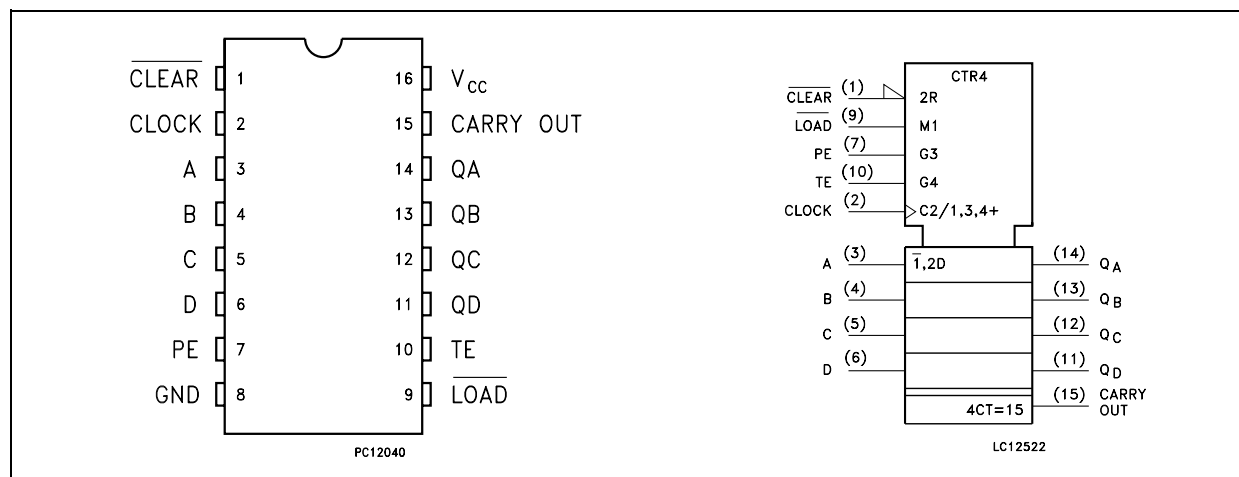 CLEAR 1 16 VCC
CLOCK 2 15 CARRY OUT
A 3 14 QA
B 4 13 QB
C 5 12 QC
D 6 11 QD
PE 7 10 TE
GND 8 9 LOAD
PC12040
CTR4
CLEAR (1) 2R
LOAD (9) M1
PE (7) G3
TE (10) G4
CLOCK (2) C2/1,3,4+
A (3) 1,2D (14) QA
B (4) (13) QB
C (5) (12) QC
D (6) (11) QD
4CT=15 (15) CARRY
OUT
LC12522